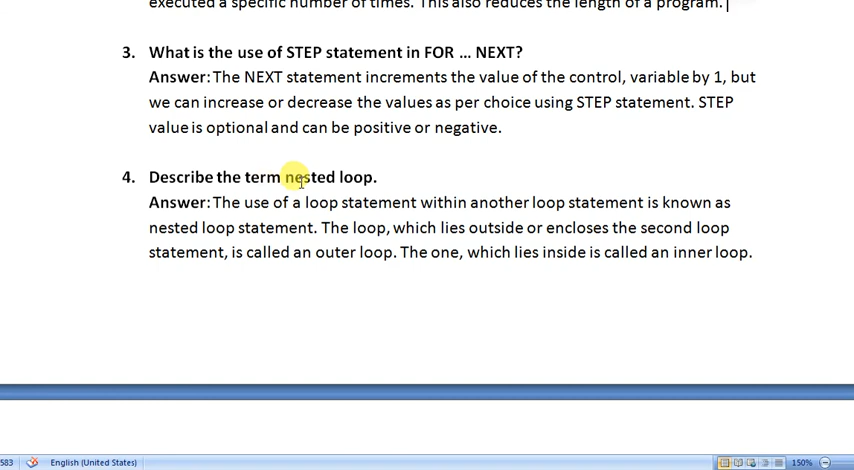 executed a specific number of times. This also reduces the length of a program.
3. What is the use of STEP statement in FOR ... NEXT?
Answer: The NEXT statement increments the value of the control, variable by 1, but
we can increase or decrease the values as per choice using STEP statement. STEP
value is optional and can be positive or negative.
4. Describe the term nested loop.
Answer: The use of a loop statement within another loop statement is known as
nested loop statement. The loop, which lies outside or encloses the second loop
statement, is called an outer loop. The one, which lies inside is called an inner loop.
583 English (United States) 150%